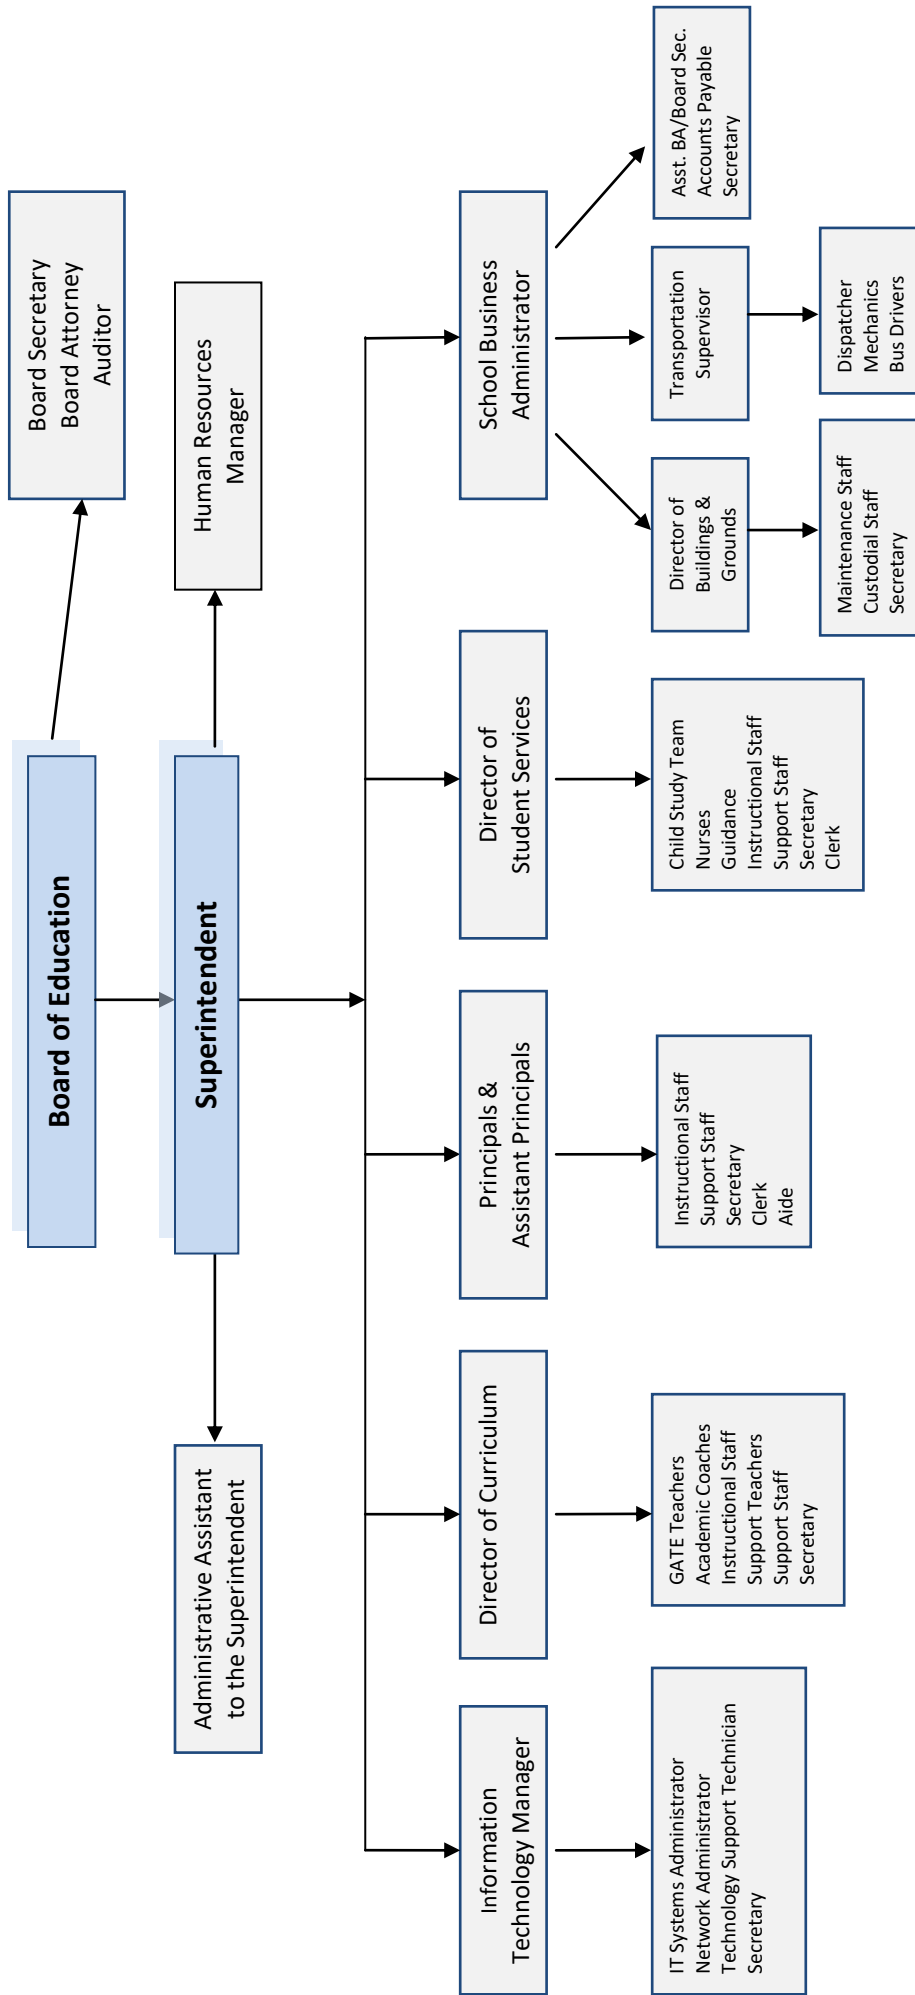 Board of Education
Board Secretary
Board Attorney
Auditor
Superintendent
Administrative Assistant
to the Superintendent
Human Resources
Manager
Information
Technology Manager
Director of Curriculum
Principals &
Assistant Principals
Director of
Student Services
School Business
Administrator
IT Systems Administrator
Network Administrator
Technology Support Technician
Secretary
GATE Teachers
Academic Coaches
Instructional Staff
Support Teachers
Support Staff
Secretary
Instructional Staff
Support Staff
Secretary
Clerk
Aide
Child Study Team
Nurses
Guidance
Instructional Staff
Support Staff
Secretary
Clerk
Director of
Buildings &
Grounds
Transportation
Supervisor
Asst. BA/Board Sec.
Accounts Payable
Secretary
Maintenance Staff
Custodial Staff
Secretary
Dispatcher
Mechanics
Bus Drivers